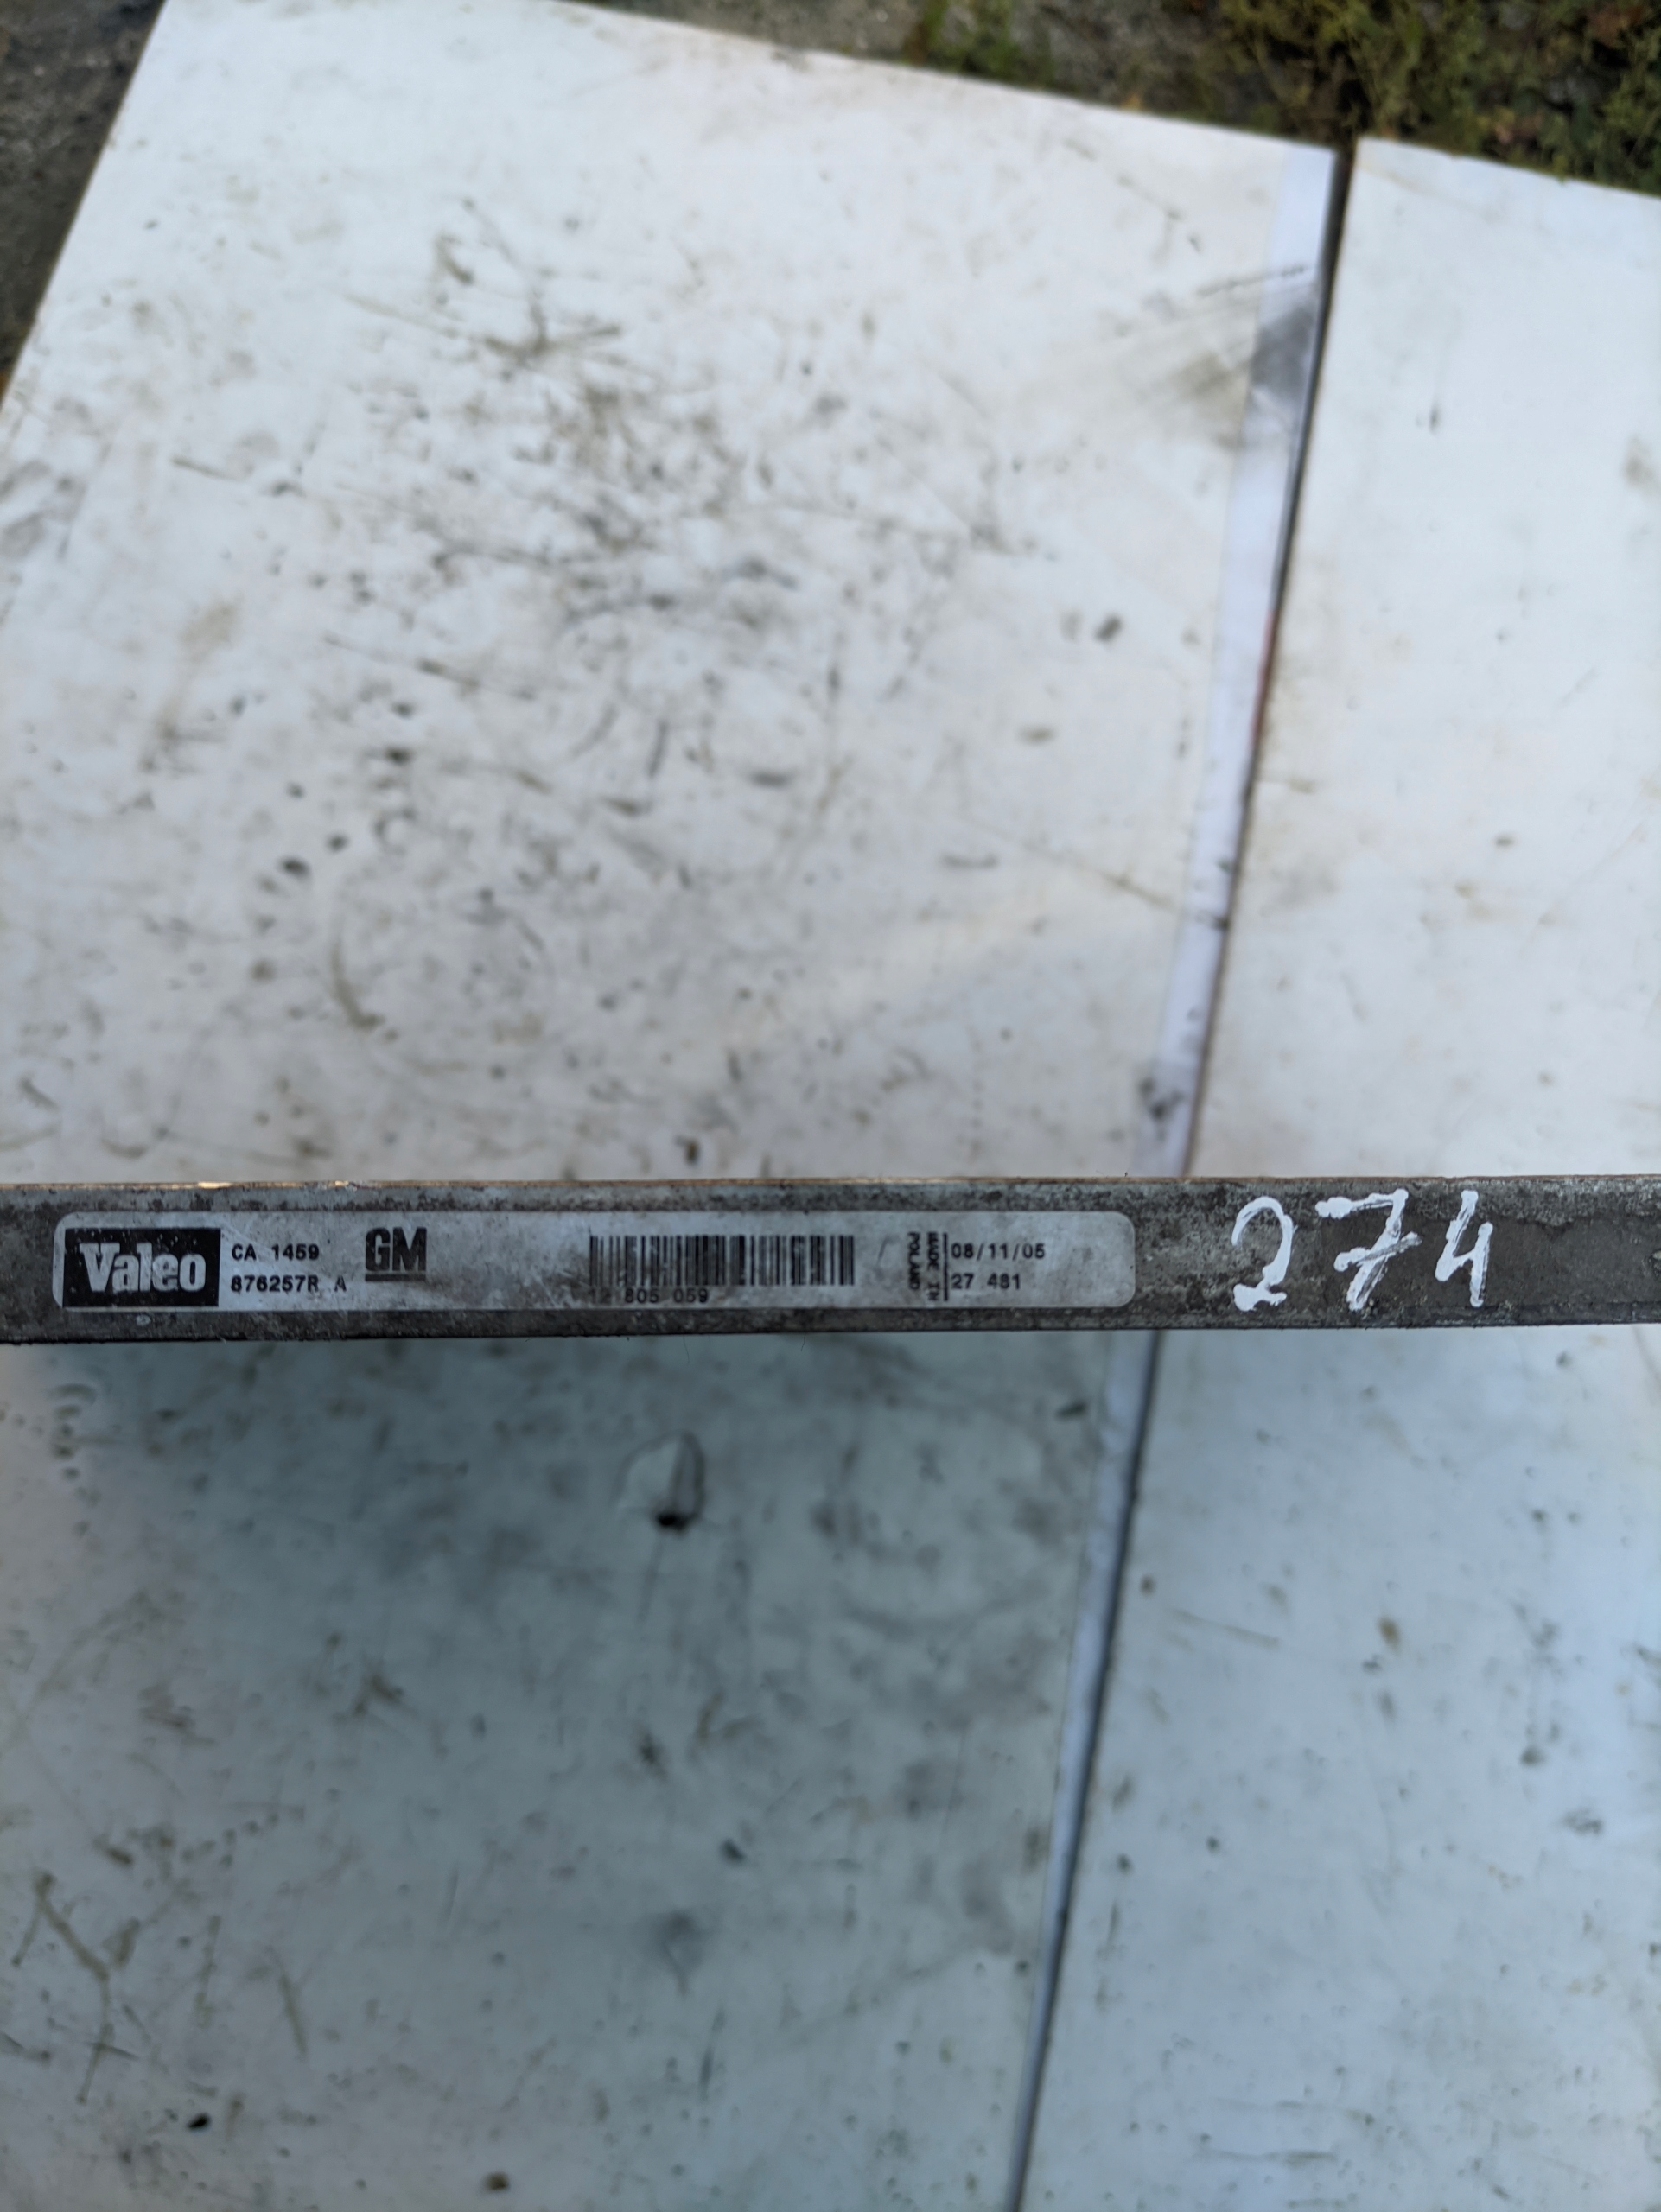 Valeo
CA 1459
876257R A
GM
12 805 059
MADE IN
POLAND
08/11/05
27 481
274